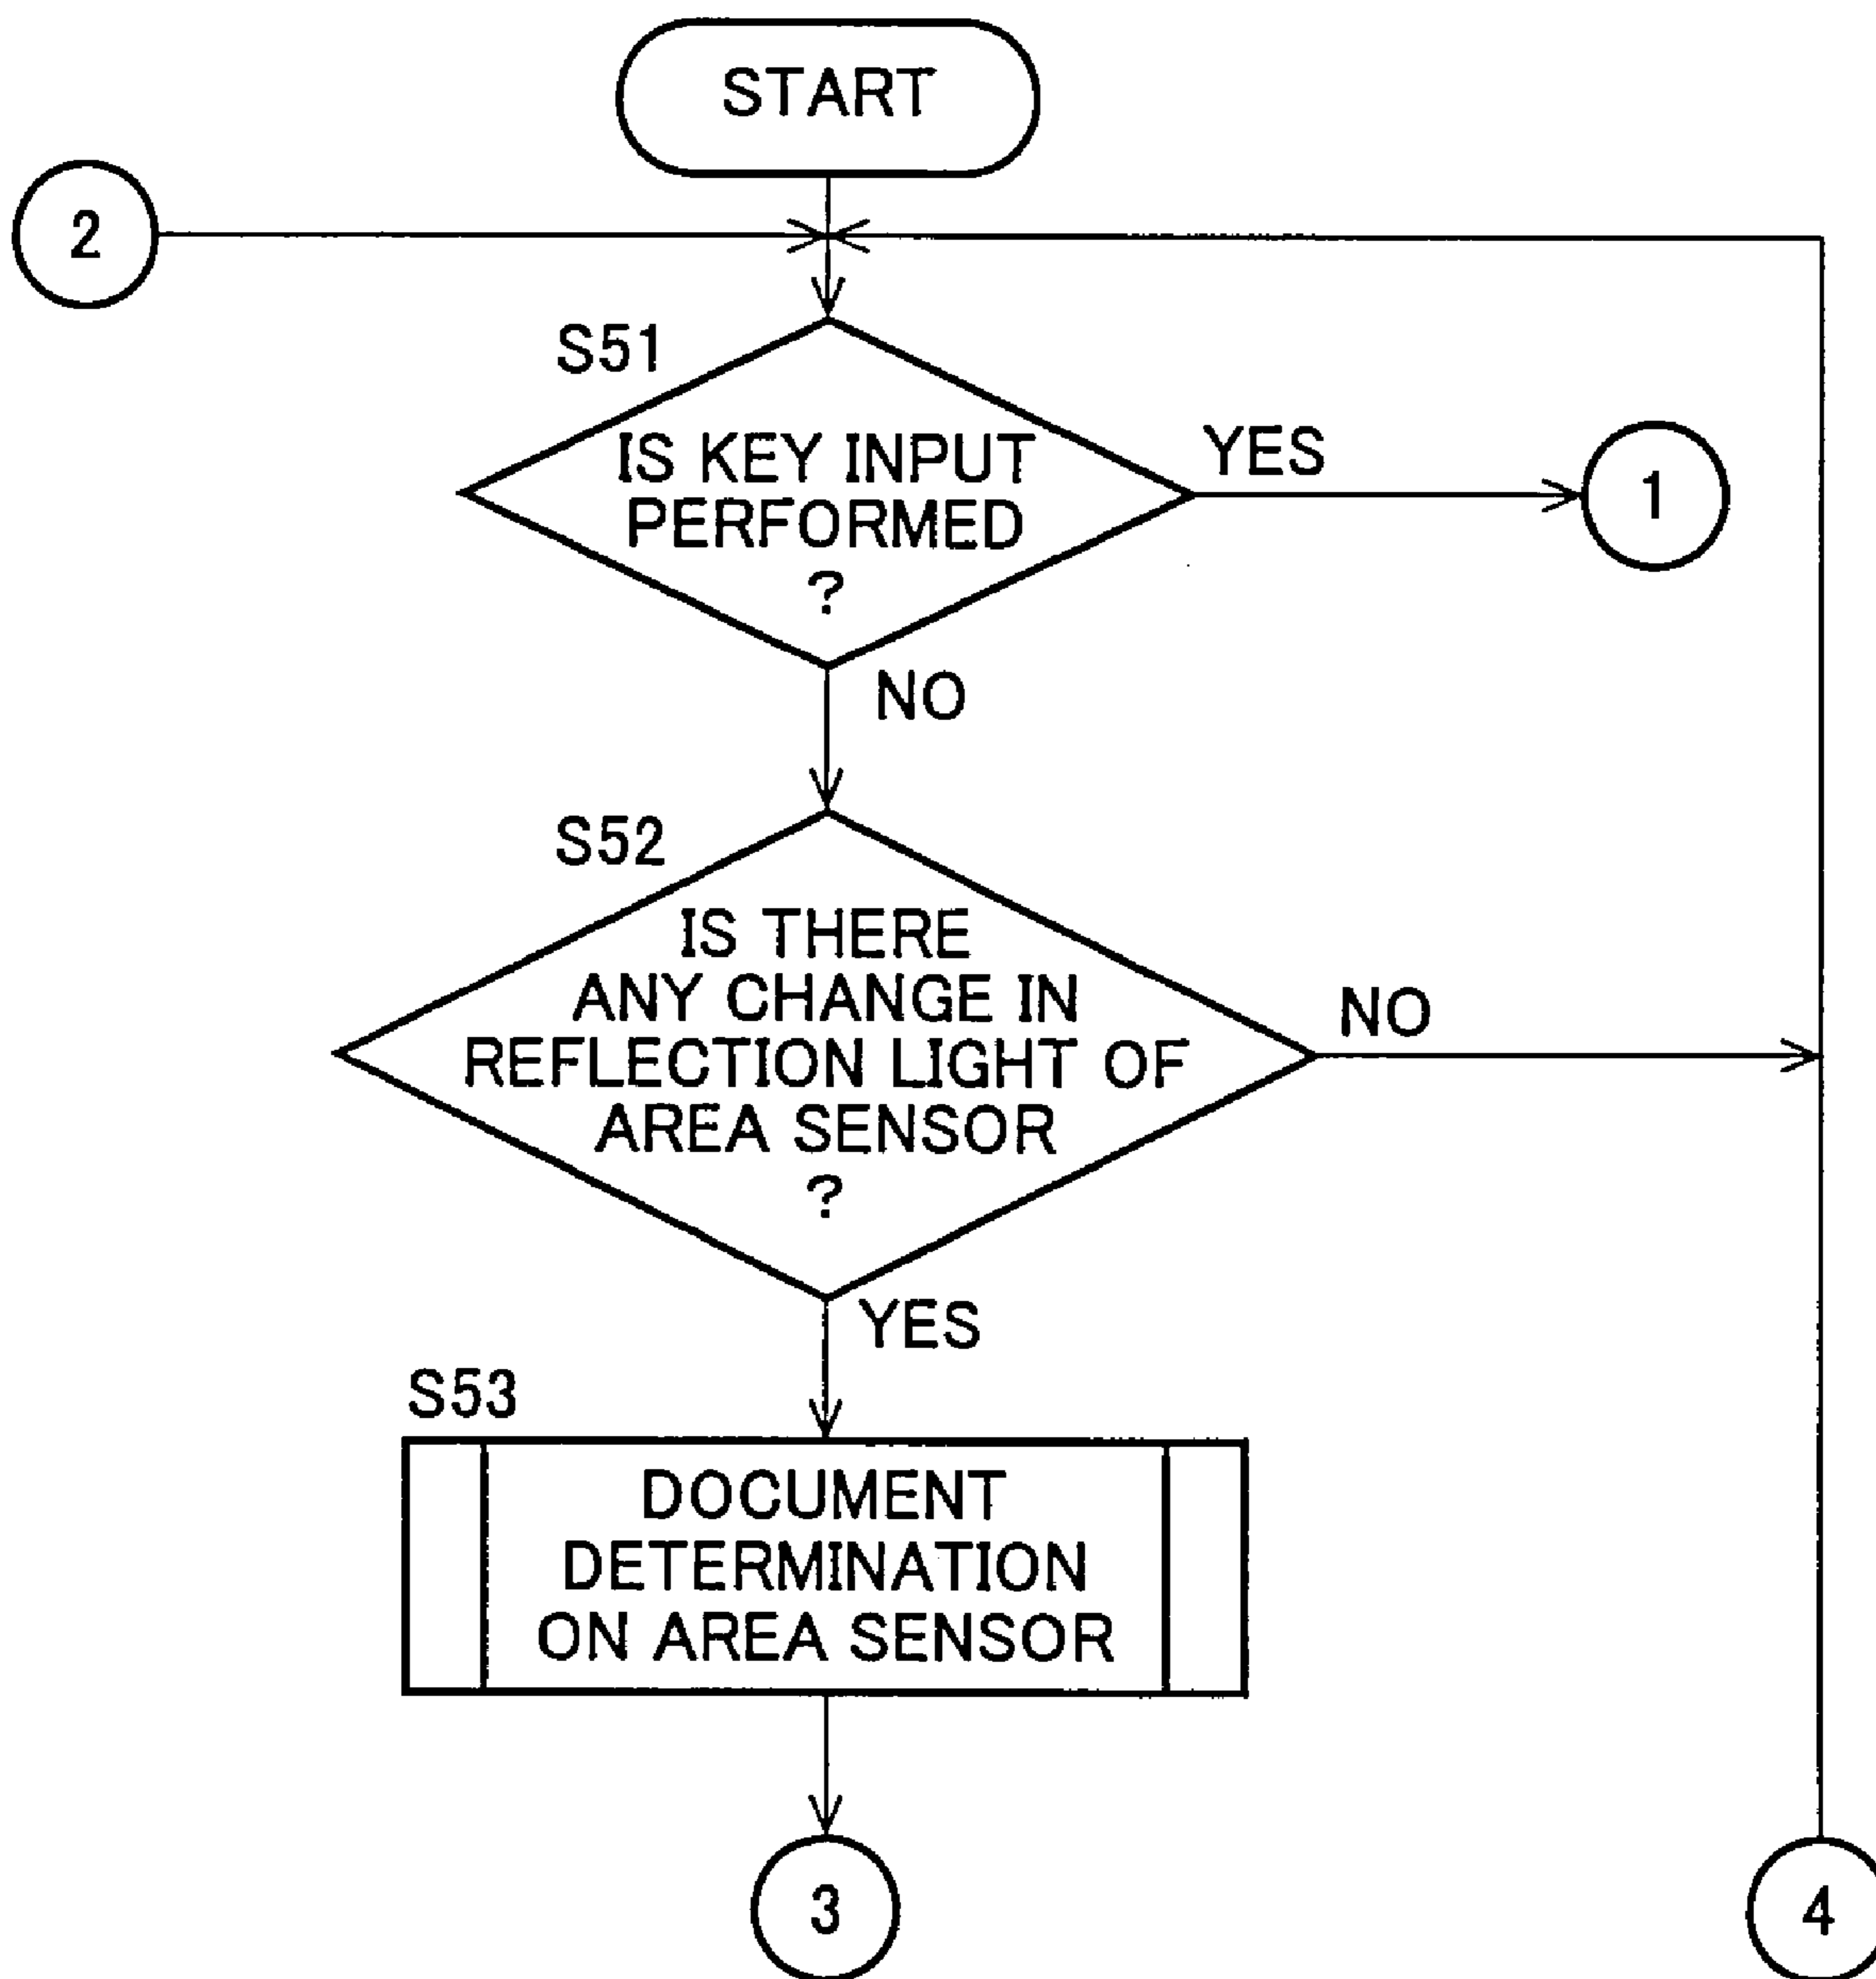 START
2
S51
IS KEY INPUT
PERFORMED
?
YES
1
NO
S52
IS THERE
ANY CHANGE IN
REFLECTION LIGHT OF
AREA SENSOR
?
NO
YES
S53
DOCUMENT
DETERMINATION
ON AREA SENSOR
3
4